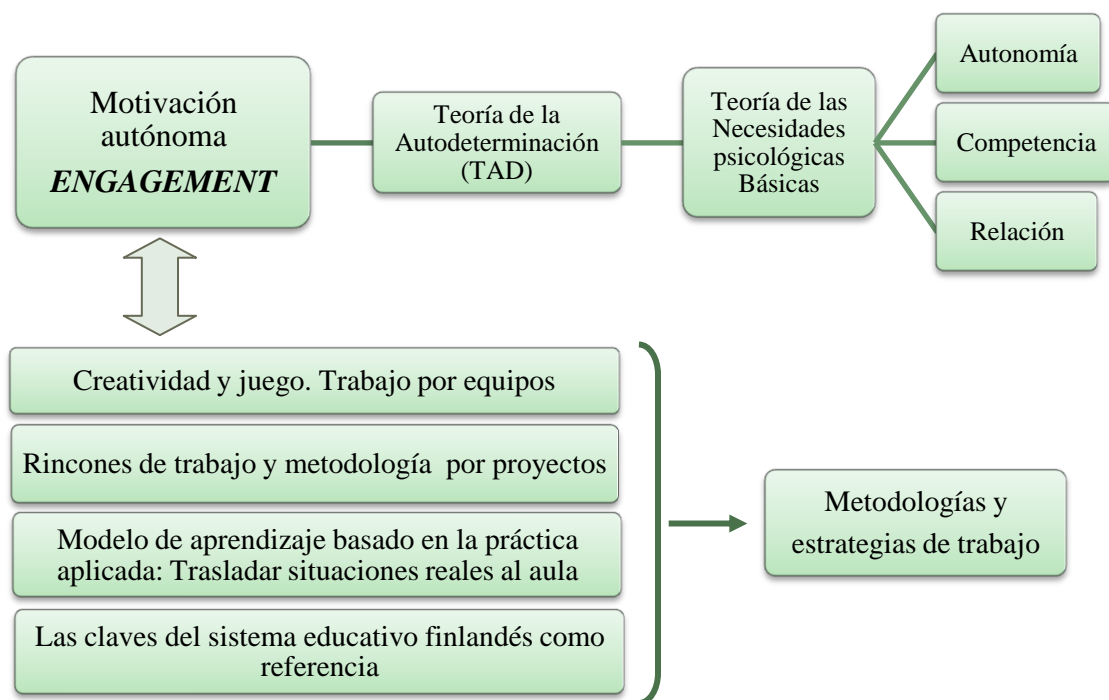 Motivación
autónoma
ENGAGEMENT
Teoría de la
Autodeterminación
(TAD)
Teoría de las
Necesidades
psicológicas
Básicas
Autonomía
Competencia
Relación
Creatividad y juego. Trabajo por equipos
Rincones de trabajo y metodología por proyectos
Modelo de aprendizaje basado en la práctica
aplicada: Trasladar situaciones reales al aula
Las claves del sistema educativo finlandés como
referencia
Metodologías y
estrategias de trabajo